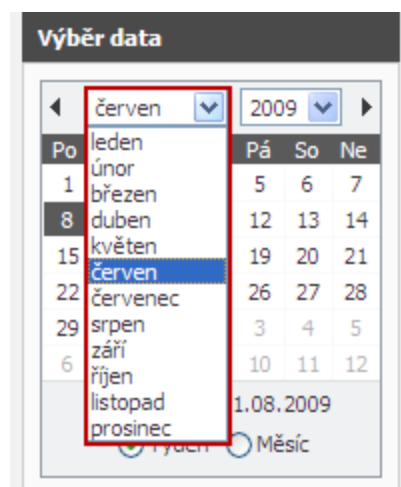 Výběr data
červen 2009
Po Pá So Ne
leden
únor
březen
duben
květen
červen
červenec
srpen
září
říjen
listopad
prosinec
1 5 6 7
8 12 13 14
15 19 20 21
22 26 27 28
29 3 4 5
6 10 11 12
1.08.2009
Měsíc